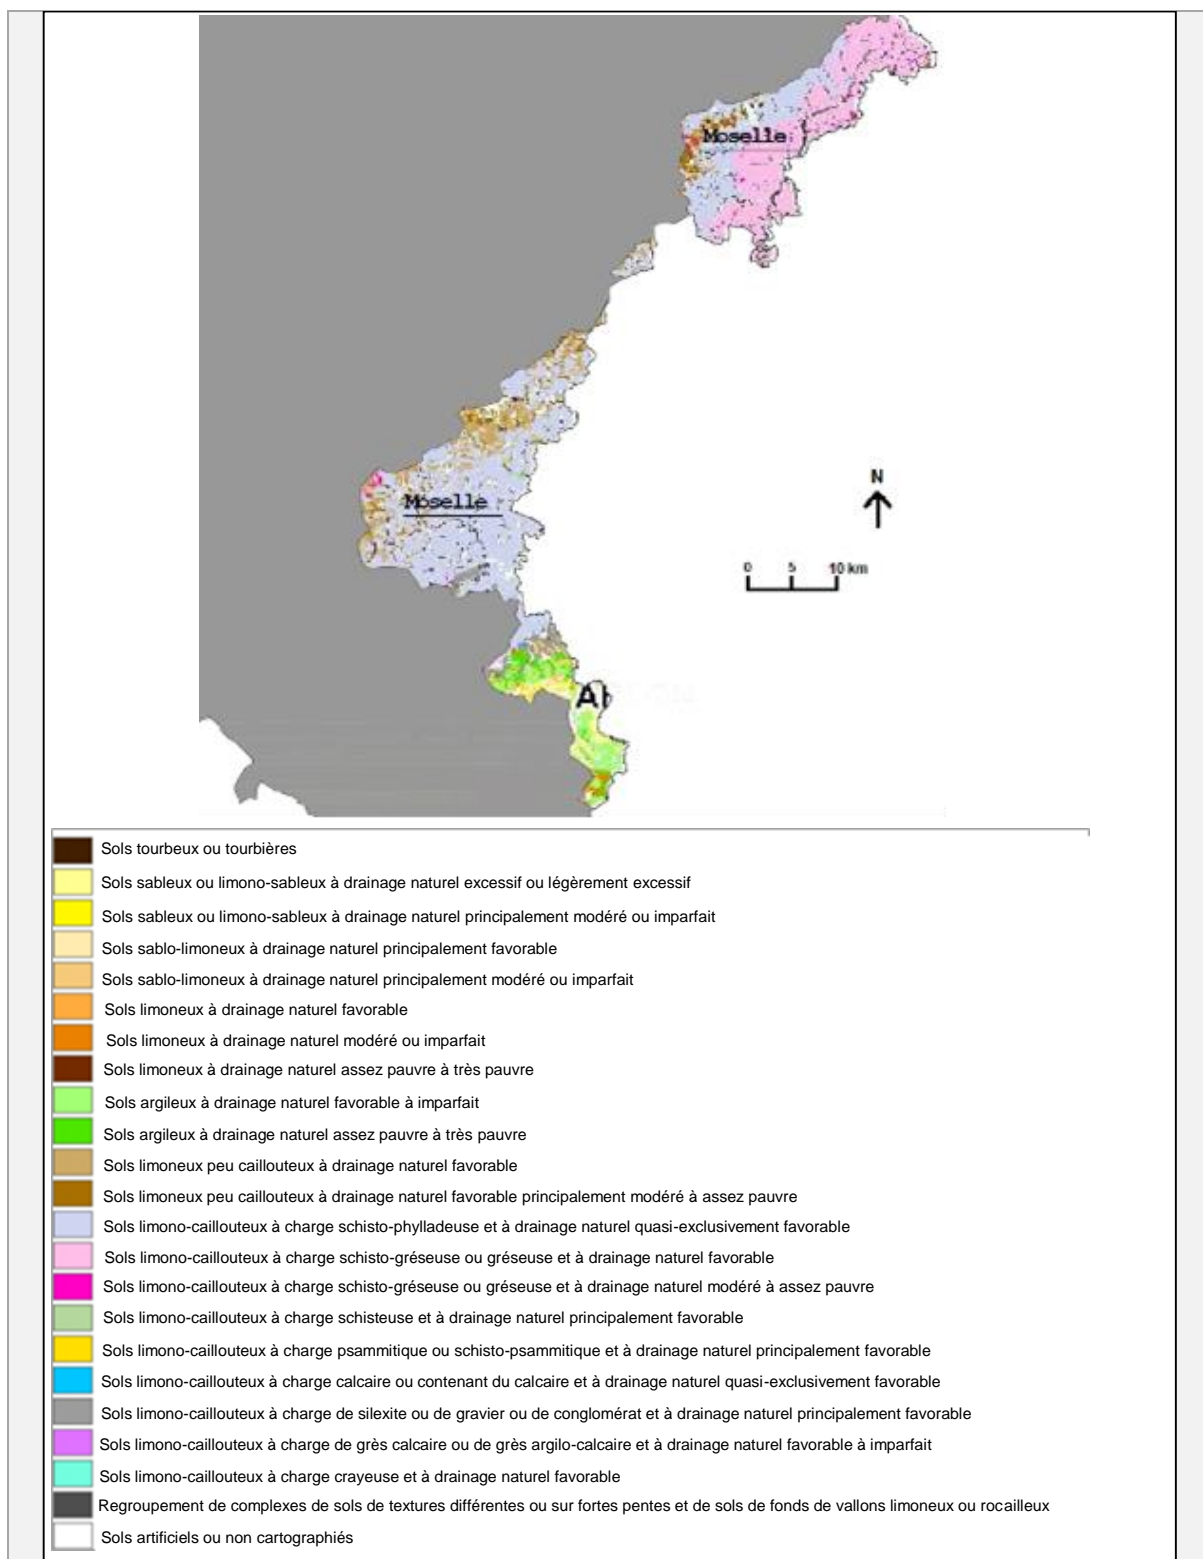 Moselle
Moselle
N
0 5 10 km
A
Sols tourbeux ou tourbières
Sols sableux ou limono-sableux à drainage naturel excessif ou légèrement excessif
Sols sableux ou limono-sableux à drainage naturel principalement modéré ou imparfait
Sols sablo-limoneux à drainage naturel principalement favorable
Sols sablo-limoneux à drainage naturel principalement modéré ou imparfait
Sols limoneux à drainage naturel favorable
Sols limoneux à drainage naturel modéré ou imparfait
Sols limoneux à drainage naturel assez pauvre à très pauvre
Sols argileux à drainage naturel favorable à imparfait
Sols argileux à drainage naturel assez pauvre à très pauvre
Sols limoneux peu caillouteux à drainage naturel favorable
Sols limoneux peu caillouteux à drainage naturel favorable principalement modéré à assez pauvre
Sols limono-caillouteux à charge schisto-phylladeuse et à drainage naturel quasi-exclusivement favorable
Sols limono-caillouteux à charge schisto-gréseuse ou gréseuse et à drainage naturel favorable
Sols limono-caillouteux à charge schisto-gréseuse ou gréseuse et à drainage naturel modéré à assez pauvre
Sols limono-caillouteux à charge schisteuse et à drainage naturel principalement favorable
Sols limono-caillouteux à charge psammitique ou schisto-psammitique et à drainage naturel principalement favorable
Sols limono-caillouteux à charge calcaire ou contenant du calcaire et à drainage naturel quasi-exclusivement favorable
Sols limono-caillouteux à charge de silexite ou de gravier ou de conglomérat et à drainage naturel principalement favorable
Sols limono-caillouteux à charge de grès calcaire ou de grès argilo-calcaire et à drainage naturel favorable à imparfait
Sols limono-caillouteux à charge crayeuse et à drainage naturel favorable
Regroupement de complexes de sols de textures différentes ou sur fortes pentes et de sols de fonds de vallons limoneux ou rocailleux
Sols artificiels ou non cartographiés